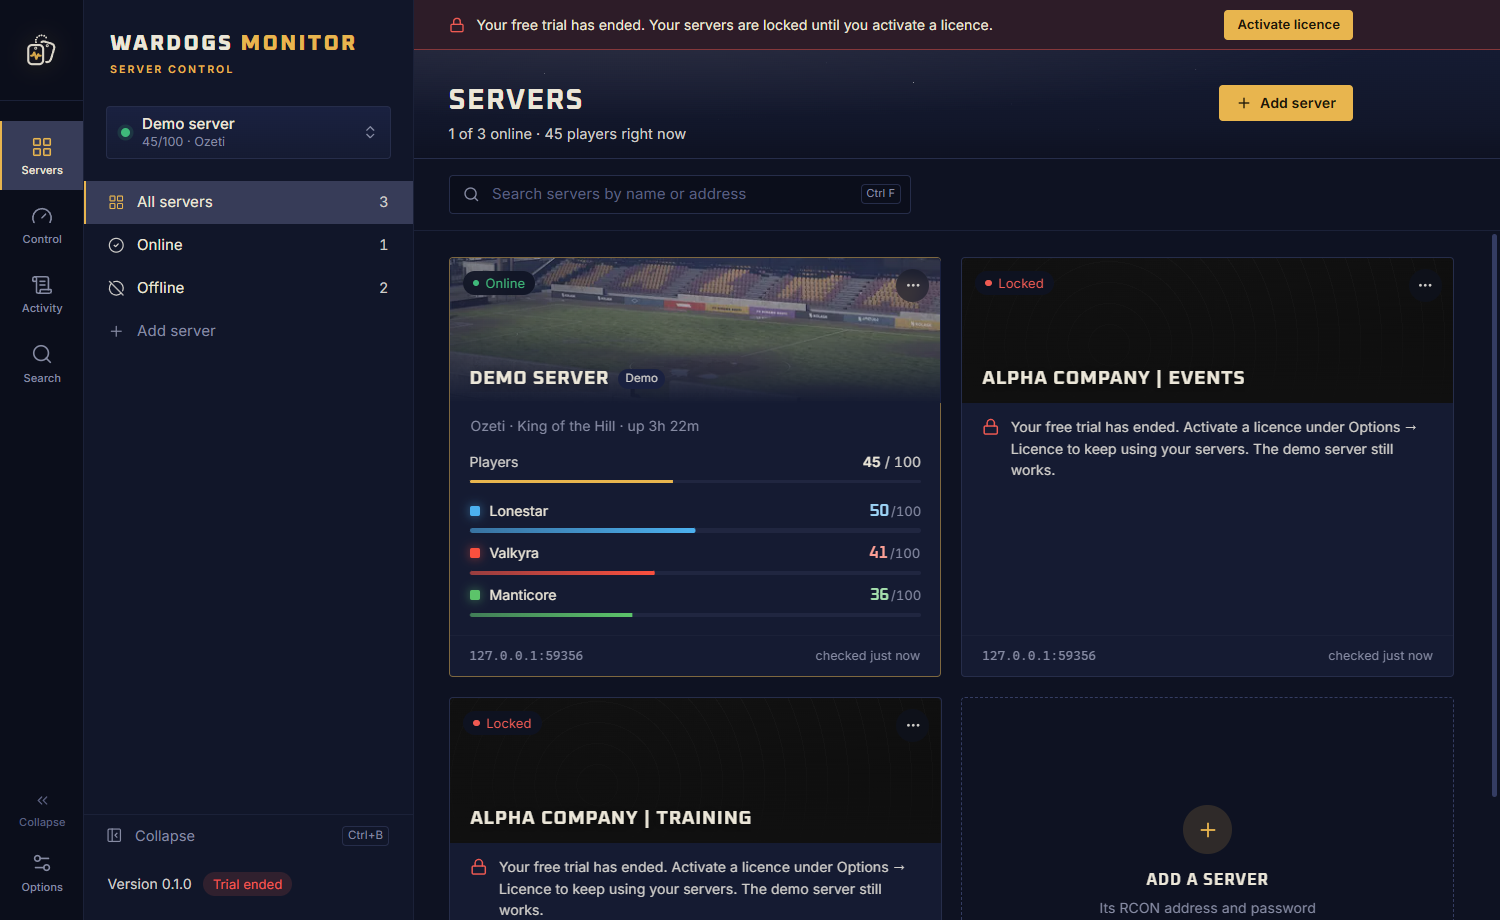 Your free trial has ended. Your servers are locked until you activate a licence.
Activate licence
WARDOGS MONITOR
SERVER CONTROL
Demo server
45/100 · Ozeti
Servers
Control
Activity
Search
All servers 3
Online 1
Offline 2
Add server
Collapse
Options
Collapse Ctrl+B
Version 0.1.0 Trial ended
SERVERS
1 of 3 online · 45 players right now
Add server
Search servers by name or address Ctrl F
Online
DEMO SERVER Demo
Ozeti · King of the Hill · up 3h 22m
Players 45 / 100
Lonestar 50/100
Valkyra 41/100
Manticore 36/100
127.0.0.1:59356 checked just now
Locked
ALPHA COMPANY | EVENTS
Your free trial has ended. Activate a licence under Options →
Licence to keep using your servers. The demo server still
works.
127.0.0.1:59356 checked just now
Locked
ALPHA COMPANY | TRAINING
Your free trial has ended. Activate a licence under Options →
Licence to keep using your servers. The demo server still
works.
ADD A SERVER
Its RCON address and password